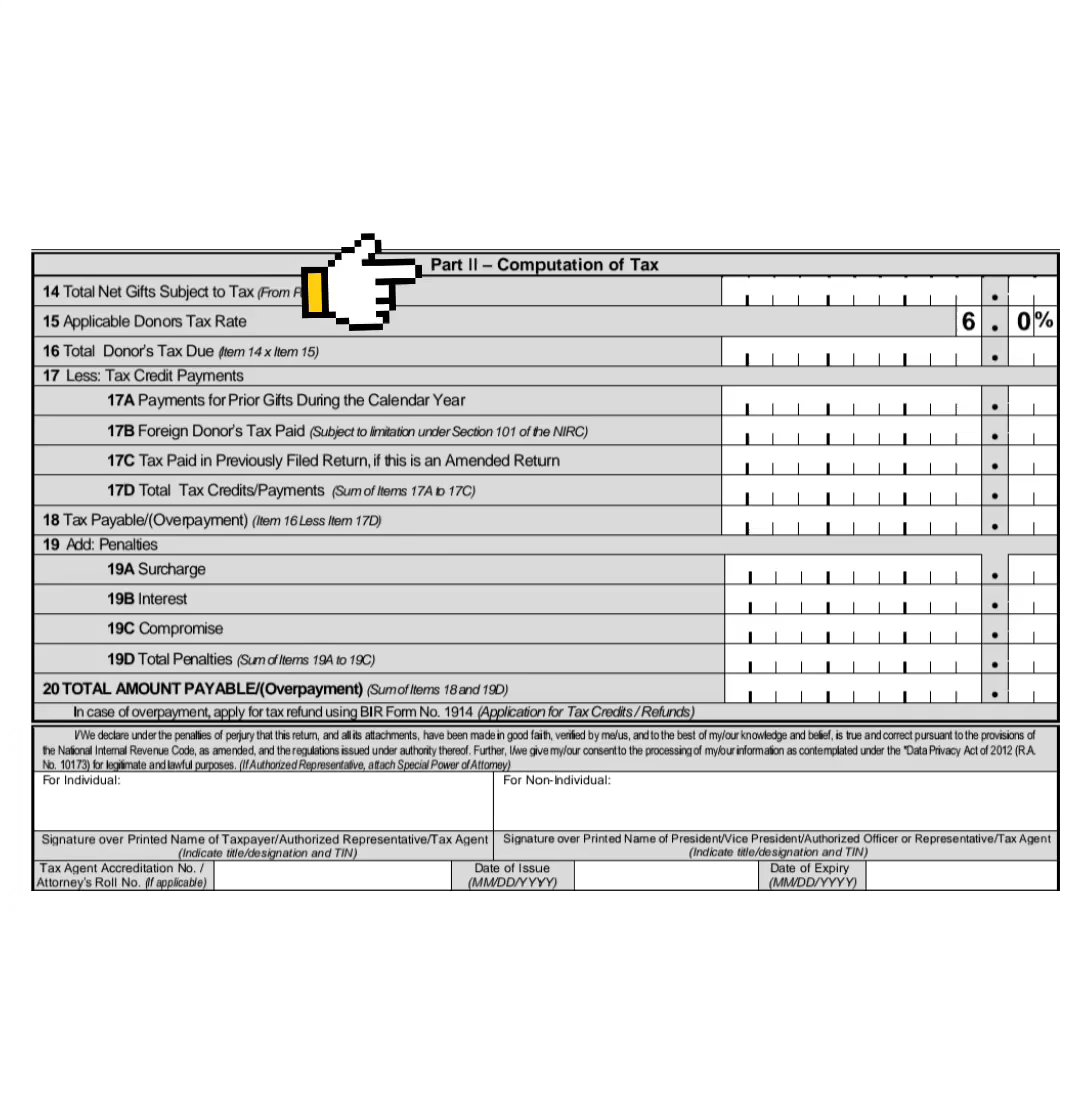 Part II – Computation of Tax
14 Total Net Gifts Subject to Tax (From
15 Applicable Donors Tax Rate 6 . 0 %
16 Total Donor's Tax Due (Item 14 x Item 15)
17 Less: Tax Credit Payments
17A Payments for Prior Gifts During the Calendar Year
17B Foreign Donor's Tax Paid (Subject to limitation under Section 101 of the NIRC)
17C Tax Paid in Previously Filed Return, if this is an Amended Return
17D Total Tax Credits/Payments (Sum of Items 17A to 17C)
18 Tax Payable/(Overpayment) (Item 16 Less Item 17D)
19 Add: Penalties
19A Surcharge
19B Interest
19C Compromise
19D Total Penalties (Sum of Items 19A to 19C)
20 TOTAL AMOUNT PAYABLE/(Overpayment) (Sum of Items 18 and 19D)
In case of overpayment, apply for tax refund using BIR Form No. 1914 (Application for Tax Credits / Refunds)
I/We declare under the penalties of perjury that this return, and all its attachments, have been made in good faith, verified by me/us, and to the best of my/our knowledge and belief, is true and correct pursuant to the provisions of
the National Internal Revenue Code, as amended, and the regulations issued under authority thereof. Further, I/we give my/our consent to the processing of my/our information as contemplated under the *Data Privacy Act of 2012 (R.A.
No. 10173) for legitimate and lawful purposes. (If Authorized Representative, attach Special Power of Attorney)
For Individual:
For Non-Individual:
Signature over Printed Name of Taxpayer/Authorized Representative/Tax Agent
(Indicate title/designation and TIN)
Signature over Printed Name of President/Vice President/Authorized Officer or Representative/Tax Agent
(Indicate title/designation and TIN)
Tax Agent Accreditation No. /
Attorney's Roll No. (If applicable)
Date of Issue
(MM/DD/YYYY)
Date of Expiry
(MM/DD/YYYY)